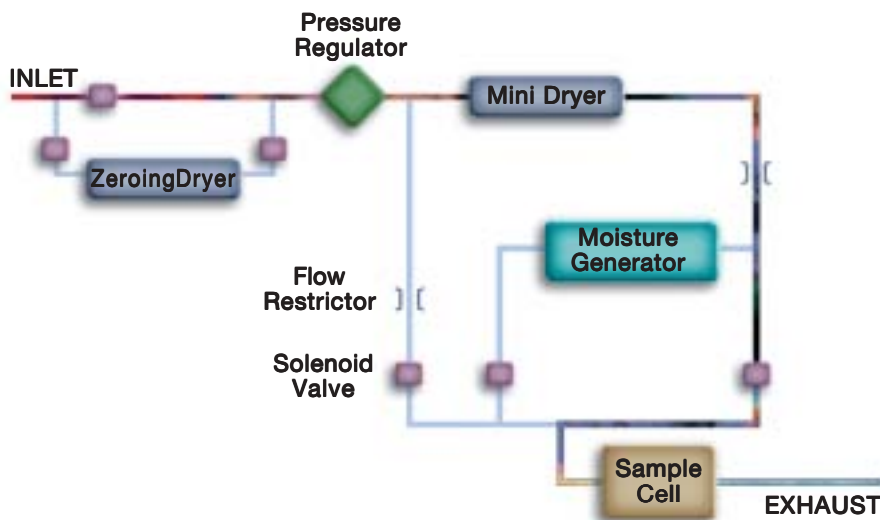 Pressure
Regulator
INLET
Mini Dryer
ZeroingDryer
Moisture
Generator
Flow
Restrictor
Solenoid
Valve
Sample
Cell
EXHAUST